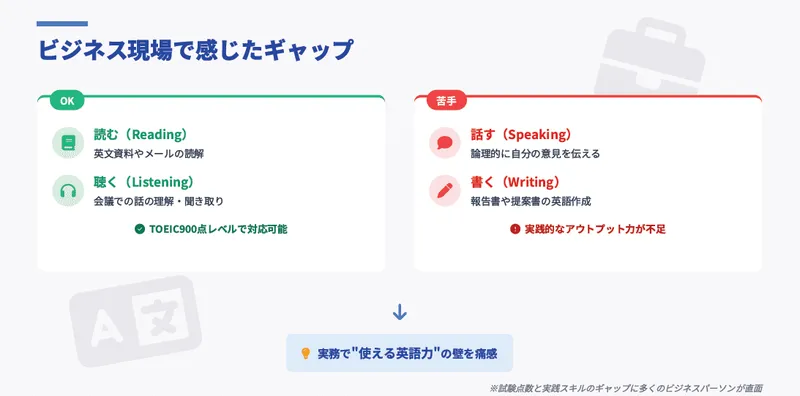 ビジネス現場で感じたギャップ
OK
読む（Reading）
英文資料やメールの読解
聴く（Listening）
会議での話の理解・聞き取り
TOEIC900点レベルで対応可能
苦手
話す（Speaking）
論理的に自分の意見を伝える
書く（Writing）
報告書や提案書の英語作成
実践的なアウトプット力が不足
A 文
実務で"使える英語力"の壁を痛感
※試験点数と実践スキルのギャップに多くのビジネスパーソンが直面